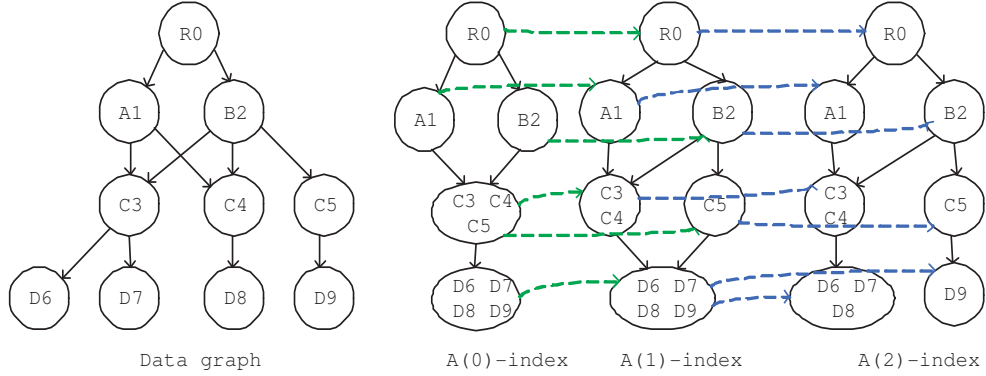 R0
A1 B2
C3 C4 C5
D6 D7 D8 D9
Data graph
R0
A1 B2
C3 C4
C5
D6 D7
D8 D9
A(0)-index
R0
A1 B2
C3
C4
C5
D6 D7
D8 D9
A(1)-index
R0
A1 B2
C3
C4
C5
D6 D7
D8
D9
A(2)-index